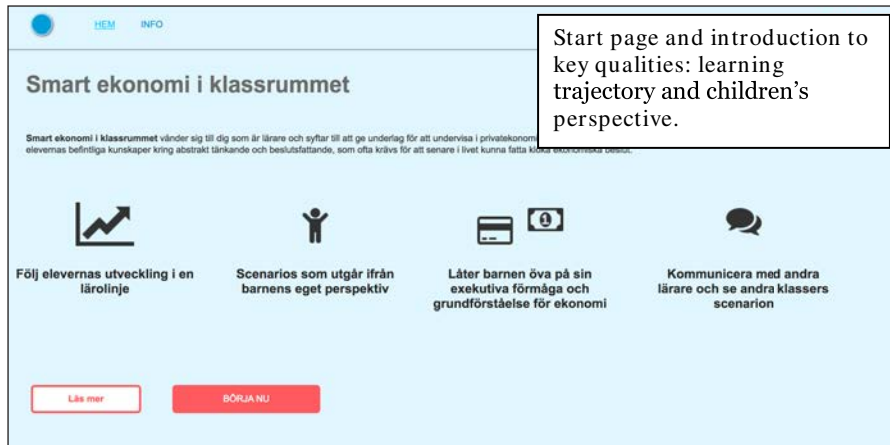 HEM INFO
Start page and introduction to
key qualities: learning
trajectory and children’s
perspective.
Smart ekonomi i klassrummet
Smart ekonomi i klassrummet vänder sig till dig som är lärare och syftar till att ge underlag för att undervisa i privatekonomi
elevernas befintliga kunskaper kring abstrakt tänkande och beslutsfattande, som ofta krävs för att senare i livet kunna fatta kloka ekonomiska beslut.
1
Följ elevernas utveckling i en
lärolinje
Scenarios som utgår ifrån
barnens eget perspektiv
Låter barnen öva på sin
exekutiva förmåga och
grundförståelse för ekonomi
Kommunicera med andra
lärare och se andra klassers
scenarion
Läs mer
BÖRJA NU